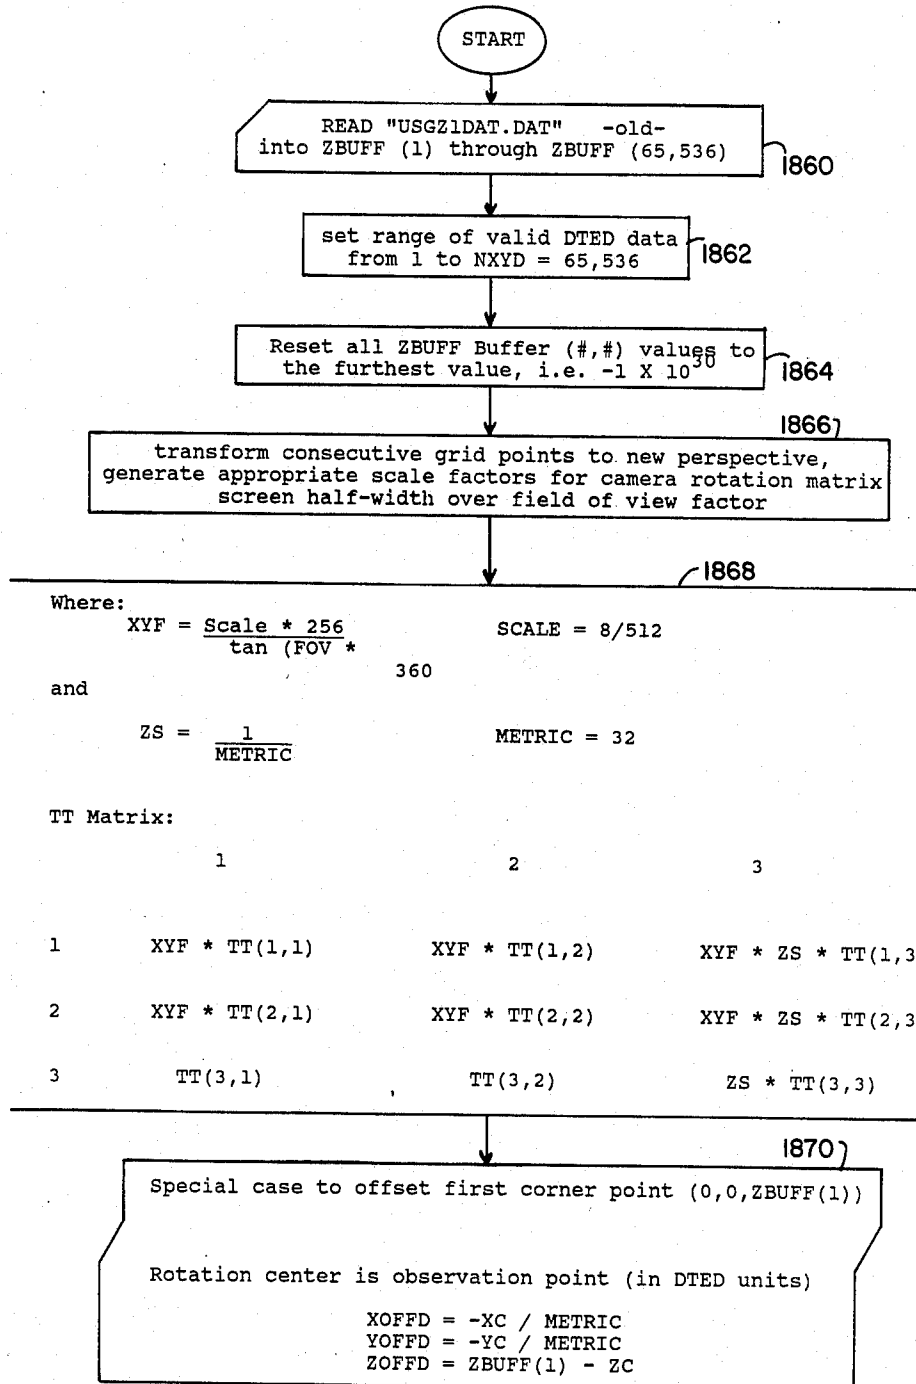 START
READ "USGZ1DAT.DAT" -old-
into ZBUFF (1) through ZBUFF (65,536)
1860
set range of valid DTED data
from 1 to NXYD = 65,536
1862
Reset all ZBUFF Buffer (#,#) values to
the furthest value, i.e. -1 X 10^30
1864
1866
transform consecutive grid points to new perspective,
generate appropriate scale factors for camera rotation matrix
screen half-width over field of view factor
1868
Where:
XYF = Scale * 256 SCALE = 8/512
tan (FOV *
360
and
ZS = 1 METRIC = 32
METRIC
TT Matrix:
1 2 3
1 XYF * TT(1,1) XYF * TT(1,2) XYF * ZS * TT(1,3
2 XYF * TT(2,1) XYF * TT(2,2) XYF * ZS * TT(2,3
3 TT(3,1) TT(3,2) ZS * TT(3,3)
1870
Special case to offset first corner point (0,0,ZBUFF(1))
Rotation center is observation point (in DTED units)
XOFFD = -XC / METRIC
YOFFD = -YC / METRIC
ZOFFD = ZBUFF(1) - ZC